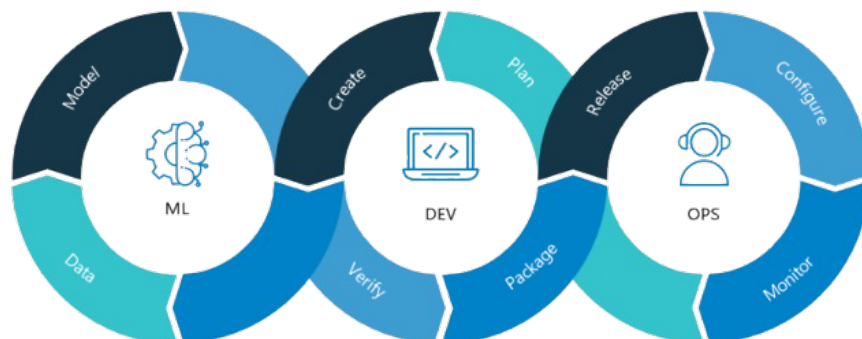 Model
Create
Plan
Release
Configure
</>
ML
DEV
OPS
Data
Verify
Package
Monitor